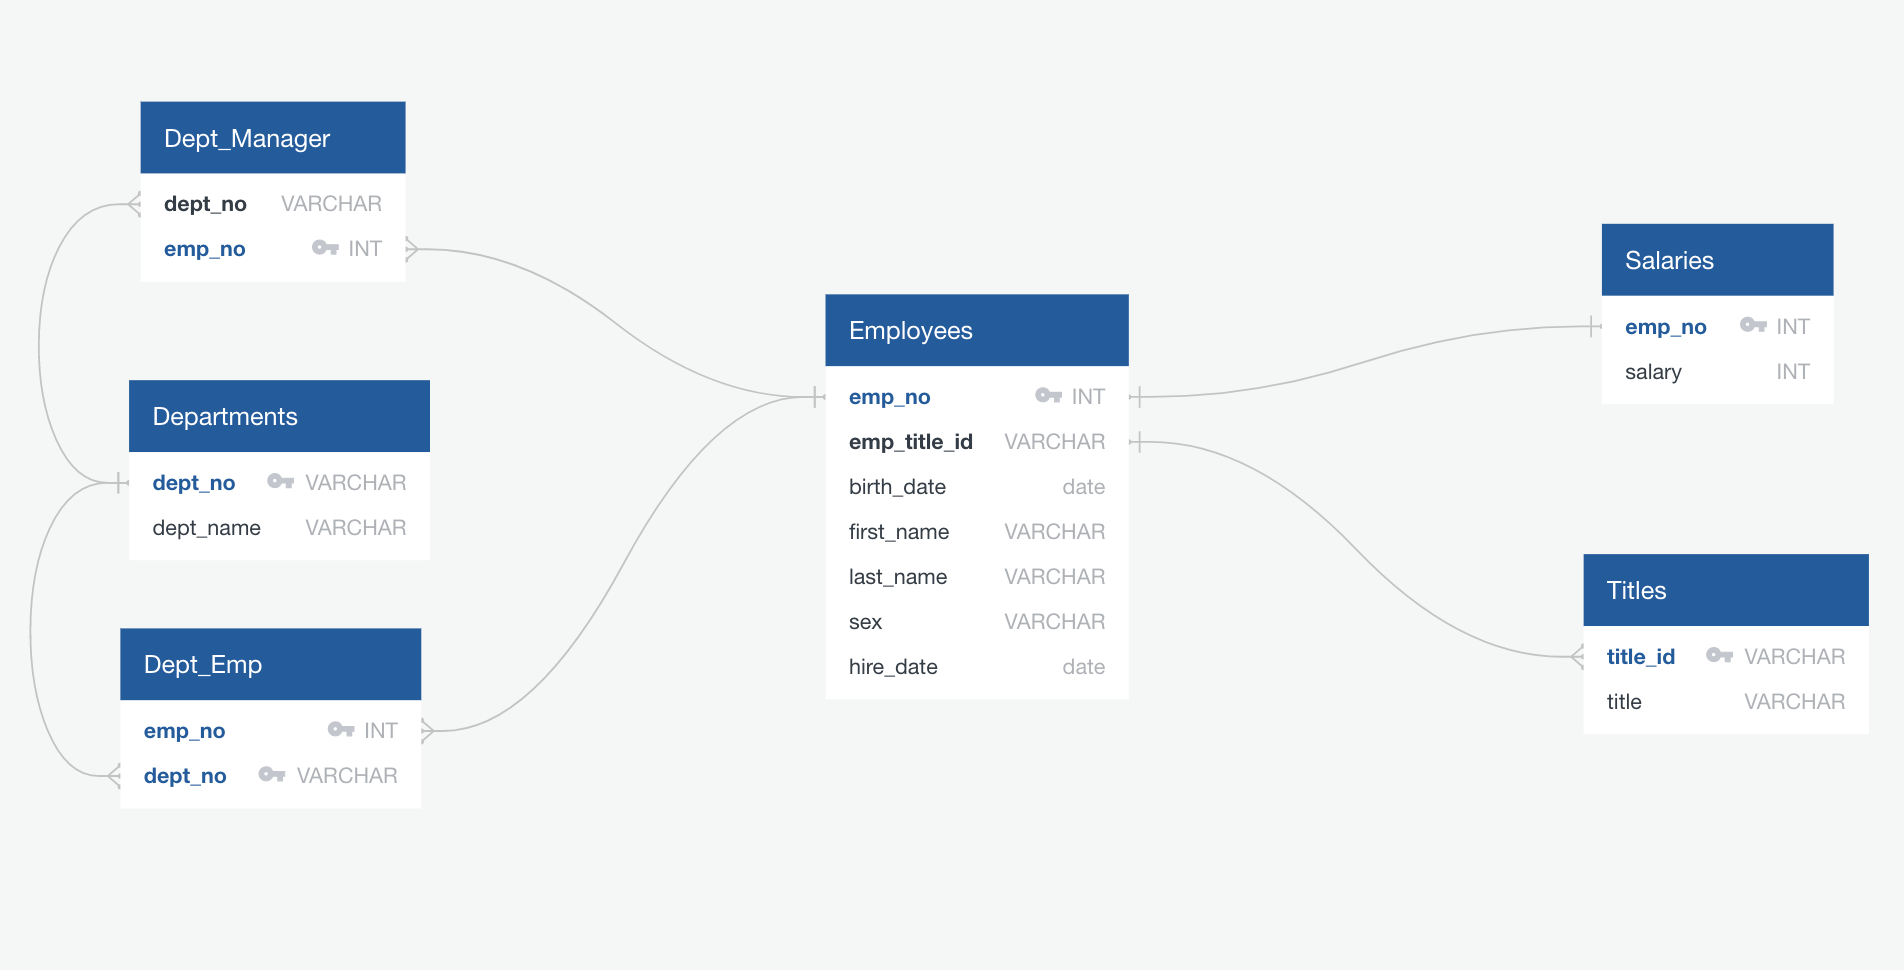 Dept_Manager
dept_no VARCHAR
emp_no INT
Departments
dept_no VARCHAR
dept_name VARCHAR
Dept_Emp
emp_no INT
dept_no VARCHAR
Employees
emp_no INT
emp_title_id VARCHAR
birth_date date
first_name VARCHAR
last_name VARCHAR
sex VARCHAR
hire_date date
Salaries
emp_no INT
salary INT
Titles
title_id VARCHAR
title VARCHAR